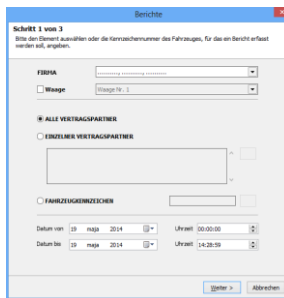 Berichte
Schritt 1 von 3
Bitte den Element auswählen oder die Kennzeichennummer des Fahrzeuges, für das ein Bericht erfasst
werden soll, angeben.
FIRMA ........., ........., .........
Waage Waage Nr. 1
ALLE VERTRAGSPARTNER
EINZELNER VERTRAGSPARTNER
FAHRZEUGKENNZEICHEN
Datum von 19 maja 2014 Uhrzeit 00:00:00
Datum bis 19 maja 2014 Uhrzeit 14:28:59
Weiter > Abbrechen